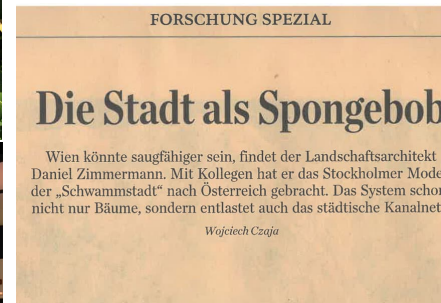 FORSCHUNG SPEZIAL
Die Stadt als Spongebob
Wien könnte saugfähiger sein, findet der Landschaftsarchitekt
Daniel Zimmermann. Mit Kollegen hat er das Stockholmer Mode
der „Schwammstadt“ nach Österreich gebracht. Das System schon
nicht nur Bäume, sondern entlastet auch das städtische Kanalnet
Wojciech Czaja